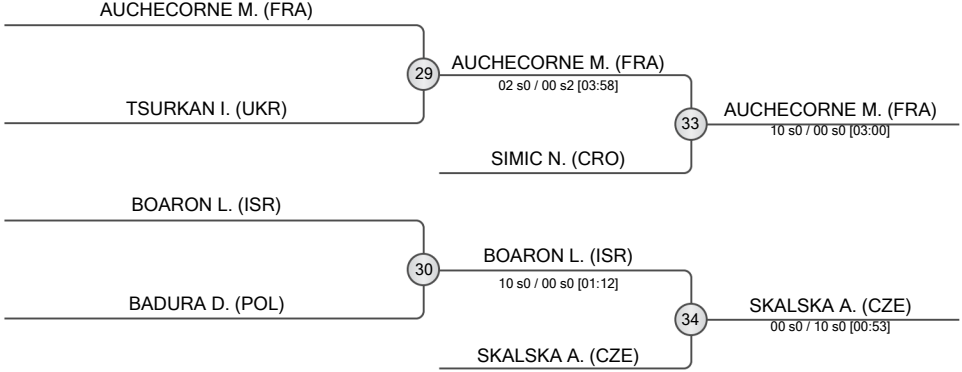 AUCHECORNE M. (FRA)
29
AUCHECORNE M. (FRA)
02 s0 / 00 s2 [03:58]
TSURKAN I. (UKR)
33
AUCHECORNE M. (FRA)
10 s0 / 00 s0 [03:00]
SIMIC N. (CRO)
BOARON L. (ISR)
30
BOARON L. (ISR)
10 s0 / 00 s0 [01:12]
BADURA D. (POL)
34
SKALSKA A. (CZE)
00 s0 / 10 s0 [00:53]
SKALSKA A. (CZE)